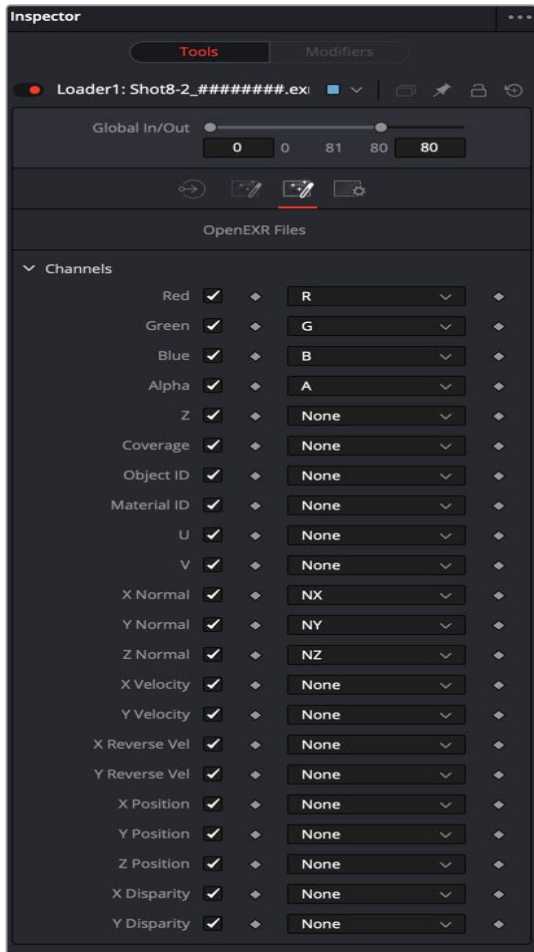 Inspector
Tools Modifiers
Loader1: Shot8-2_########.ex
Global In/Out
0 0 81 80 80
OpenEXR Files
Channels
Red R
Green G
Blue B
Alpha A
Z None
Coverage None
Object ID None
Material ID None
U None
V None
X Normal NX
Y Normal NY
Z Normal NZ
X Velocity None
Y Velocity None
X Reverse Vel None
Y Reverse Vel None
X Position None
Y Position None
Z Position None
X Disparity None
Y Disparity None